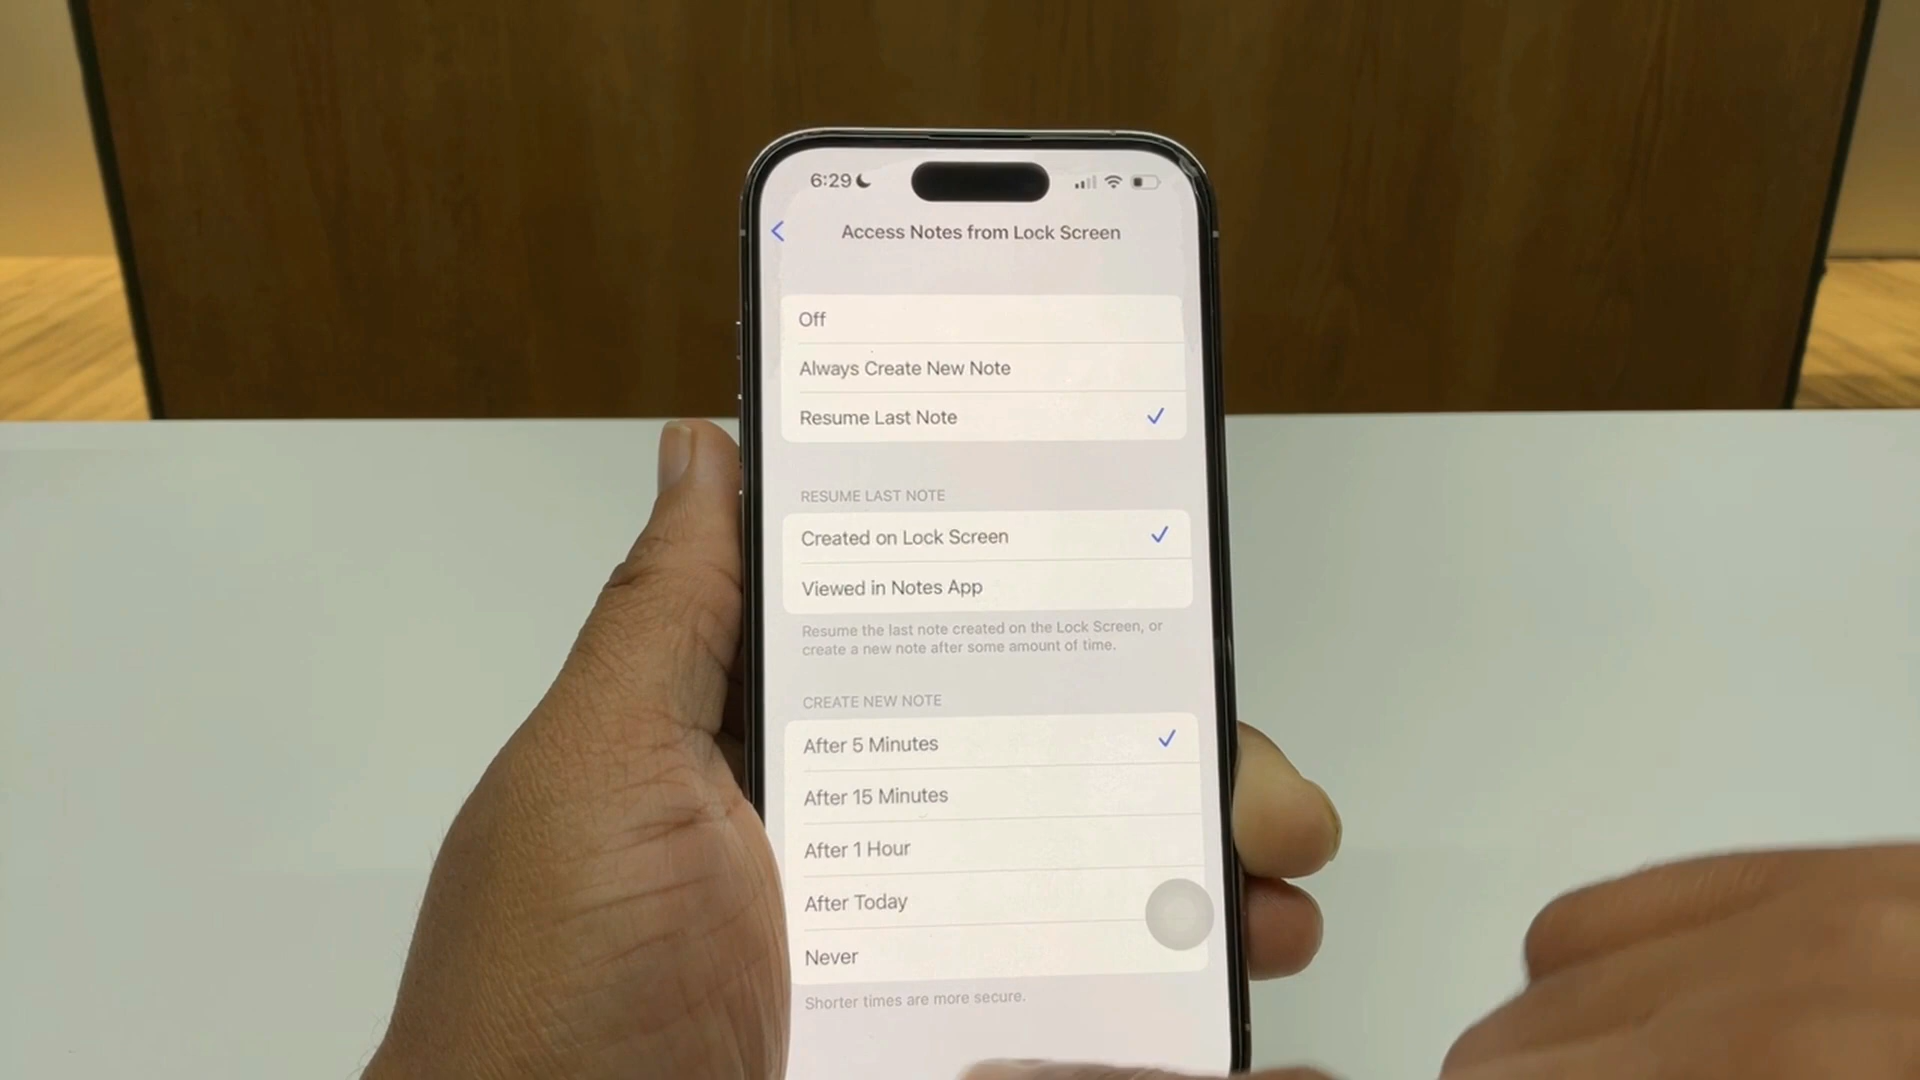 6:29
Access Notes from Lock Screen
Off
Always Create New Note
Resume Last Note
RESUME LAST NOTE
Created on Lock Screen
Viewed in Notes App
Resume the last note created on the Lock Screen, or
create a new note after some amount of time.
CREATE NEW NOTE
After 5 Minutes
After 15 Minutes
After 1 Hour
After Today
Never
Shorter times are more secure.